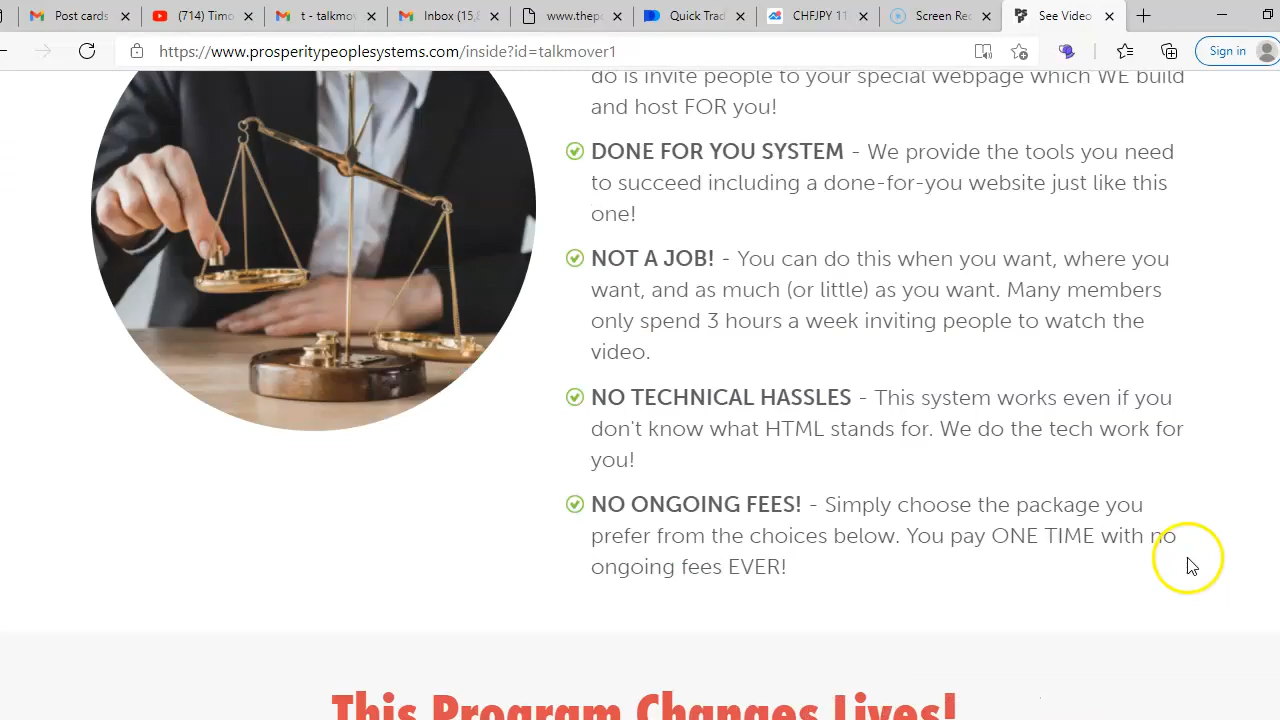 Postcards
(714) Timo
t - talkmov
Inbox (15,8
www.thep
Quick Trad
CHFJPY 11
Screen Rec
See Video
https://www.prosperitypeoplesystems.com/inside?id=talkmover1
Sign in
do is invite people to your special webpage which WE build
and host FOR you!
DONE FOR YOU SYSTEM - We provide the tools you need
to succeed including a done-for-you website just like this
one!
NOT A JOB! - You can do this when you want, where you
want, and as much (or little) as you want. Many members
only spend 3 hours a week inviting people to watch the
video.
NO TECHNICAL HASSLES - This system works even if you
don't know what HTML stands for. We do the tech work for
you!
NO ONGOING FEES! - Simply choose the package you
prefer from the choices below. You pay ONE TIME with no
ongoing fees EVER!
This Program Changes Lives!